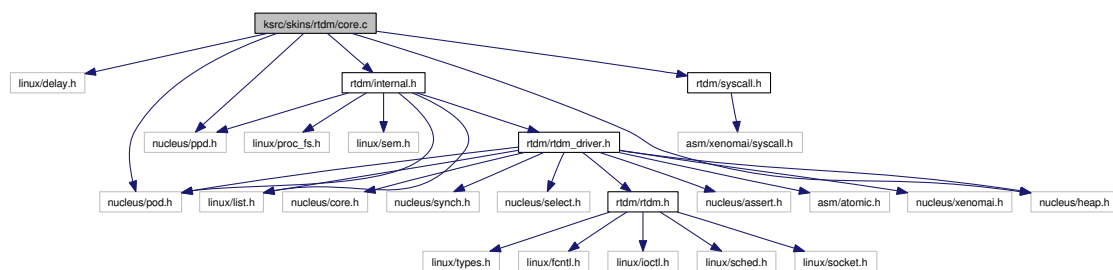 ksrc/skins/rtdm/core.c
linux/delay.h
rtdm/internal.h
rtdm/syscall.h
nucleus/ppd.h
linux/proc_fs.h
linux/sem.h
rtdm/rtdm_driver.h
asm/xenomai/syscall.h
nucleus/pod.h
linux/list.h
nucleus/core.h
nucleus/synch.h
nucleus/select.h
rtdm/rtdm.h
nucleus/assert.h
asm/atomic.h
nucleus/xenomai.h
nucleus/heap.h
linux/types.h
linux/fcntl.h
linux/ioctl.h
linux/sched.h
linux/socket.h